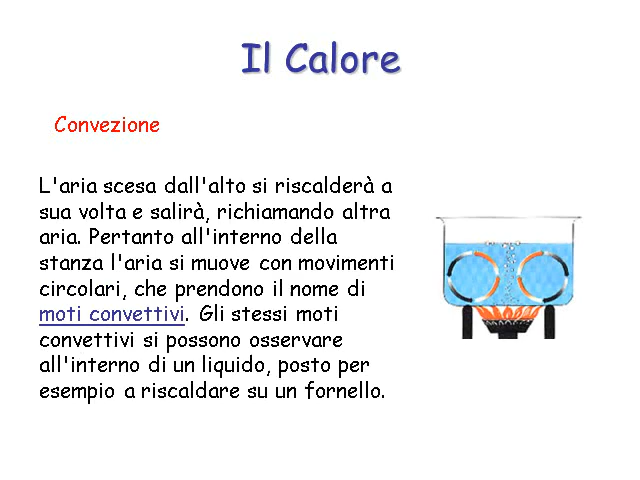 Il Calore
Convezione
L'aria scesa dall'alto si riscalderà a
sua volta e salirà, richiamando altra
aria. Pertanto all'interno della
stanza l'aria si muove con movimenti
circolari, che prendono il nome di
moti convettivi. Gli stessi moti
convettivi si possono osservare
all'interno di un liquido, posto per
esempio a riscaldare su un fornello.